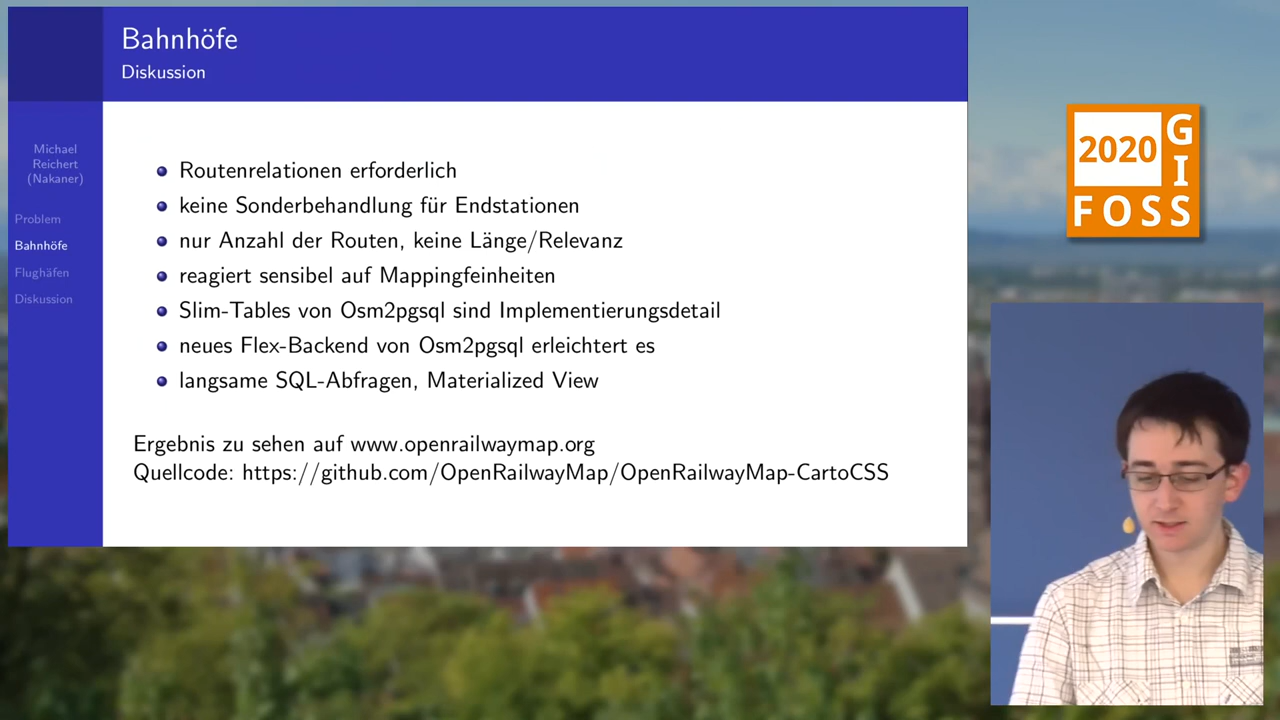 Bahnhöfe
Diskussion
Michael
Reichert
(Nakaner)
Problem
Bahnhöfe
Flughäfen
Diskussion
Routenrelationen erforderlich
keine Sonderbehandlung für Endstationen
nur Anzahl der Routen, keine Länge/Relevanz
reagiert sensibel auf Mappingfeinheiten
Slim-Tables von Osm2pgsql sind Implementierungsdetail
neues Flex-Backend von Osm2pgsql erleichtert es
langsame SQL-Abfragen, Materialized View
Ergebnis zu sehen auf www.openrailwaymap.org
Quellcode: https://github.com/OpenRailwayMap/OpenRailwayMap-CartoCSS
2020
GI
FOSS